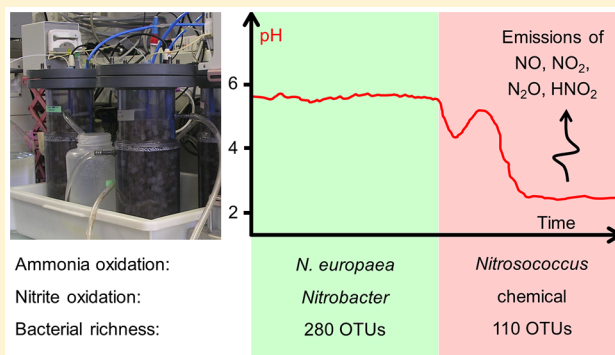 pH
6
4
2
Emissions of
NO, NO₂,
N₂O, HNO₂
Time
Ammonia oxidation: N. europaea Nitrosococcus
Nitrite oxidation: Nitrobacter chemical
Bacterial richness: 280 OTUs 110 OTUs